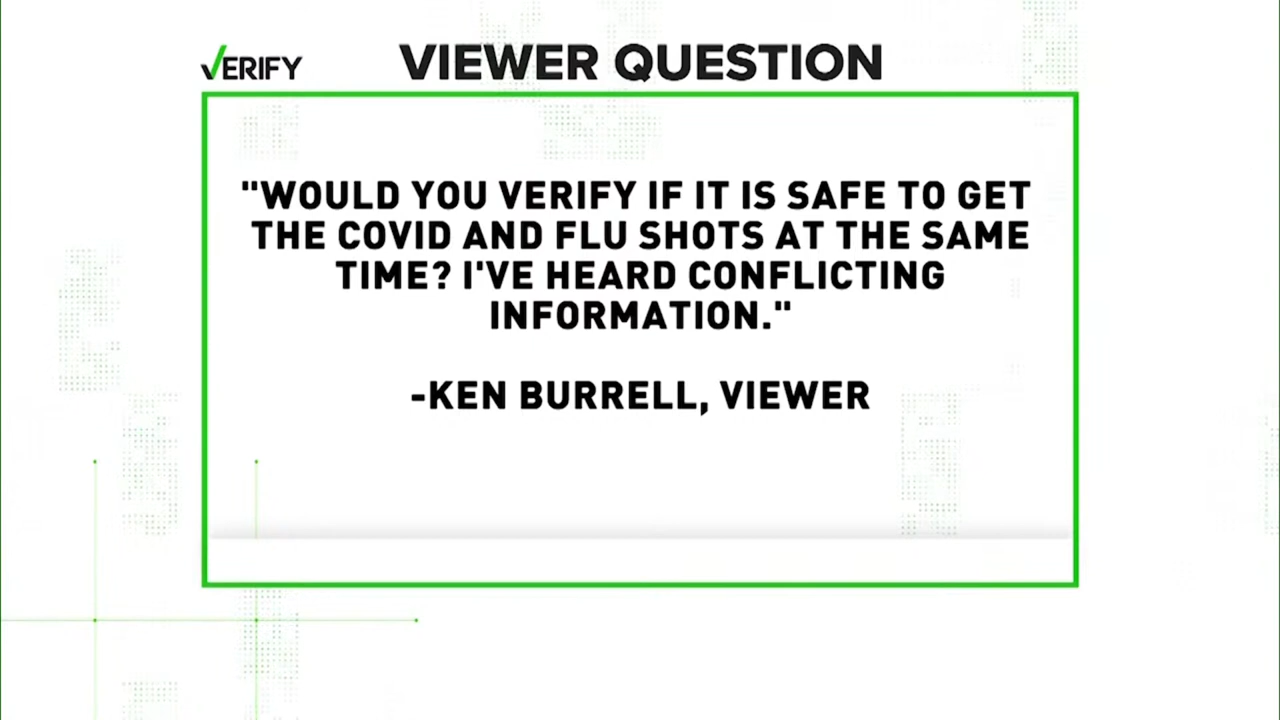 VERIFY
VIEWER QUESTION
"WOULD YOU VERIFY IF IT IS SAFE TO GET
THE COVID AND FLU SHOTS AT THE SAME
TIME? I'VE HEARD CONFLICTING
INFORMATION."
-KEN BURRELL, VIEWER